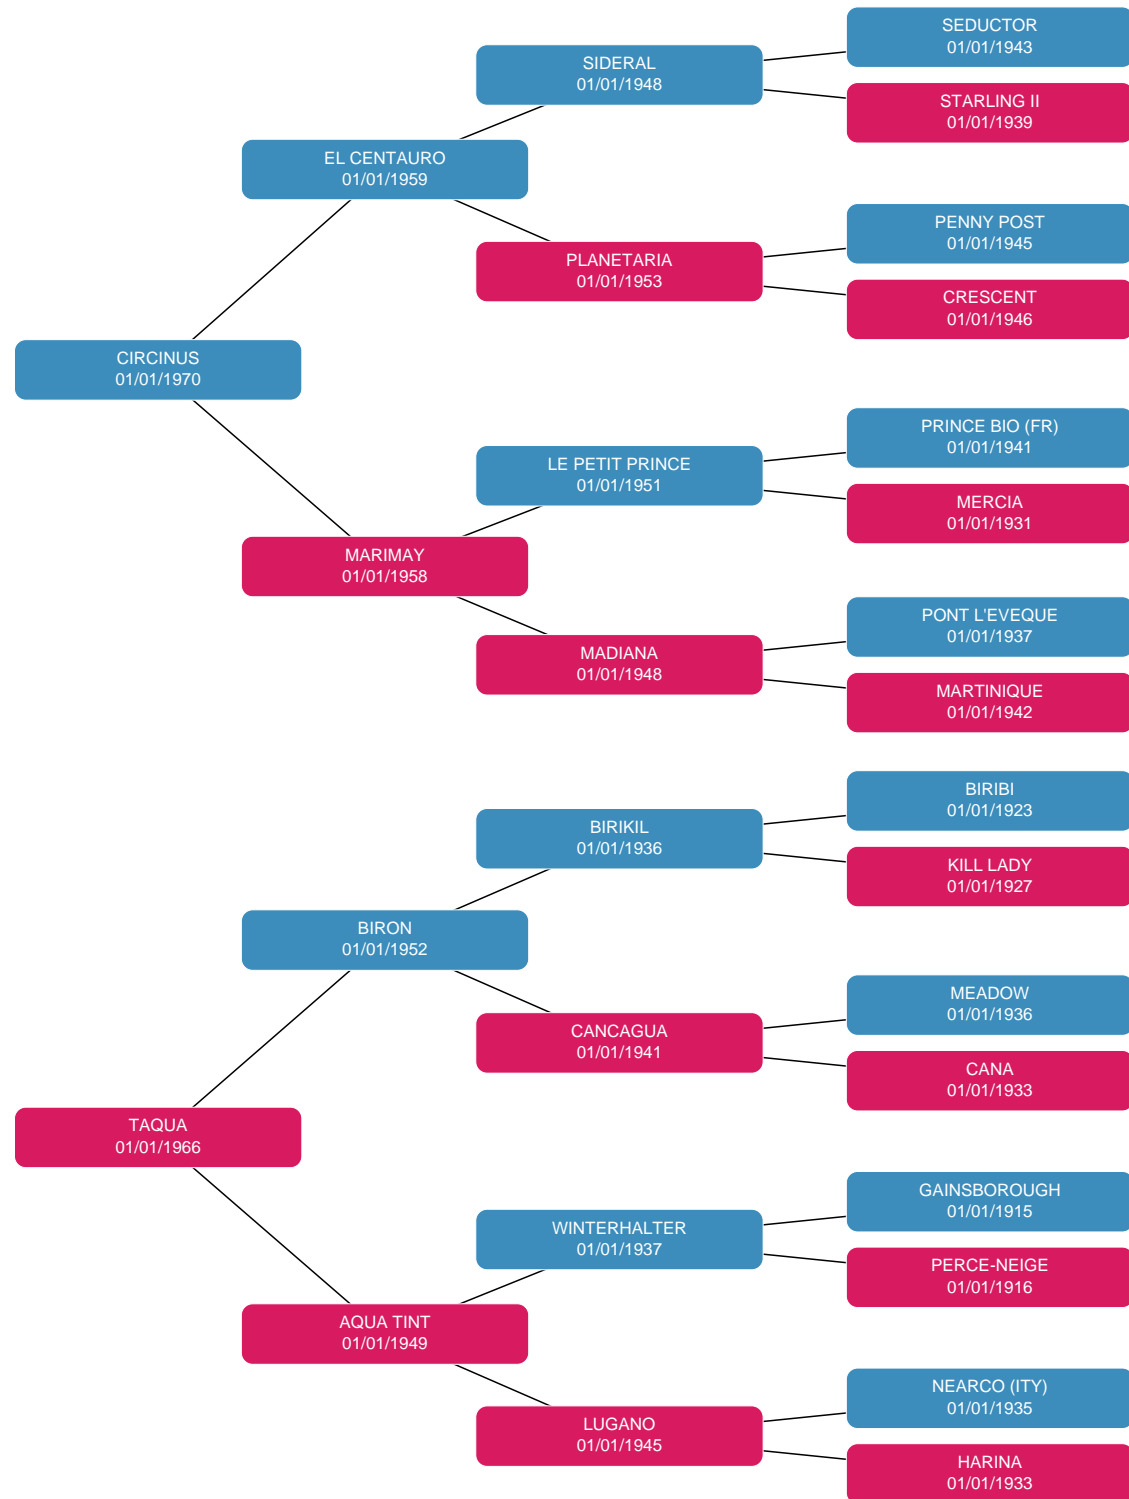 SEDUCTOR
01/01/1943
SIDERAL
01/01/1948
STARLING II
01/01/1939
EL CENTAURO
01/01/1959
PENNY POST
01/01/1945
PLANETARIA
01/01/1953
CRESCENT
01/01/1946
CIRCINUS
01/01/1970
PRINCE BIO (FR)
01/01/1941
LE PETIT PRINCE
01/01/1951
MERCIA
01/01/1931
MARIMAY
01/01/1958
PONT L'EVEQUE
01/01/1937
MADIANA
01/01/1948
MARTINIQUE
01/01/1942
BIRIBI
01/01/1923
BIRIKIL
01/01/1936
KILL LADY
01/01/1927
BIRON
01/01/1952
MEADOW
01/01/1936
CANCAGUA
01/01/1941
CANA
01/01/1933
TAQUA
01/01/1966
GAINSBOROUGH
01/01/1915
WINTERHALTER
01/01/1937
PERCE-NEIGE
01/01/1916
AQUA TINT
01/01/1949
NEARCO (ITY)
01/01/1935
LUGANO
01/01/1945
HARINA
01/01/1933